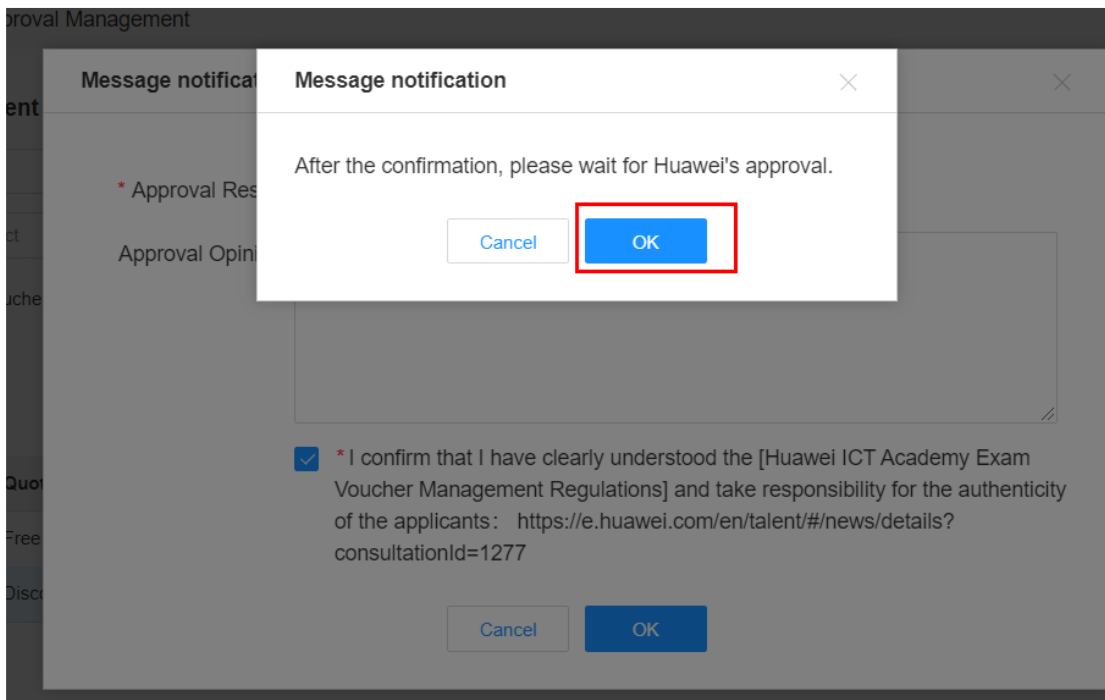 proval Management
Message notificat
Message notification
ent
After the confirmation, please wait for Huawei's approval.
* Approval Res
ct
Cancel
OK
Approval Opini
uche
* I confirm that I have clearly understood the [Huawei ICT Academy Exam
Voucher Management Regulations] and take responsibility for the authenticity
of the applicants： https://e.huawei.com/en/talent/#/news/details?
consultationId=1277
Quot
Free
Disco
Cancel
OK